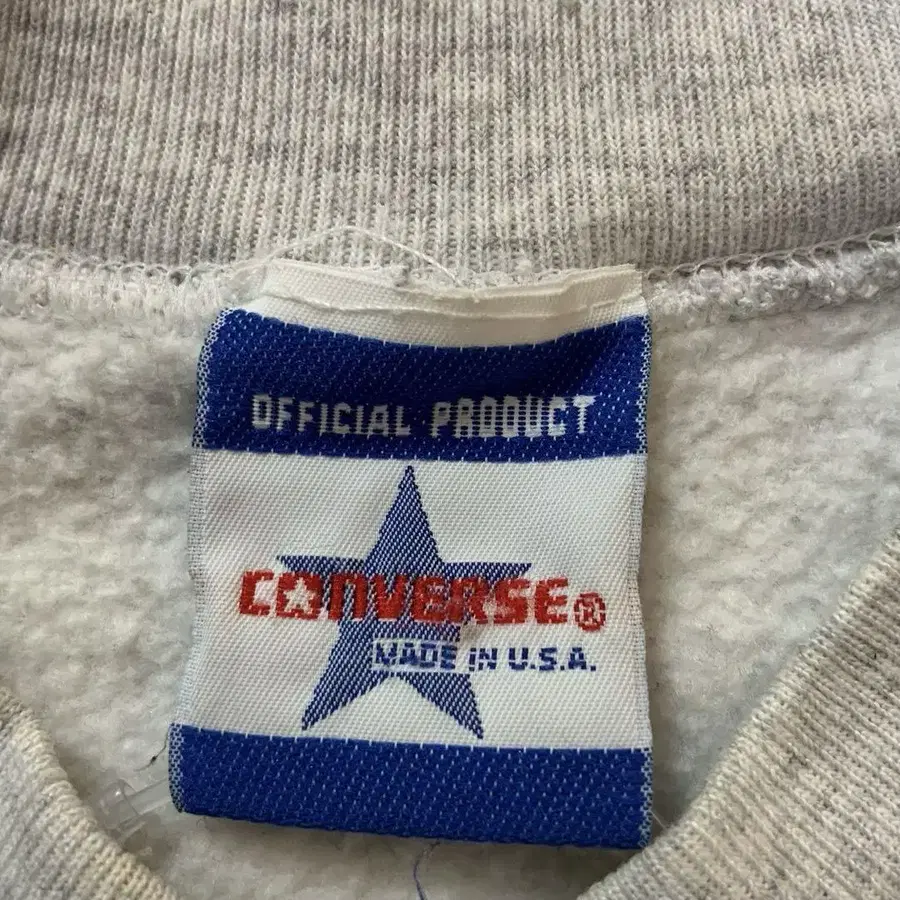 OFFICIAL PRODUCT
CONVERSE®
MADE IN U.S.A.